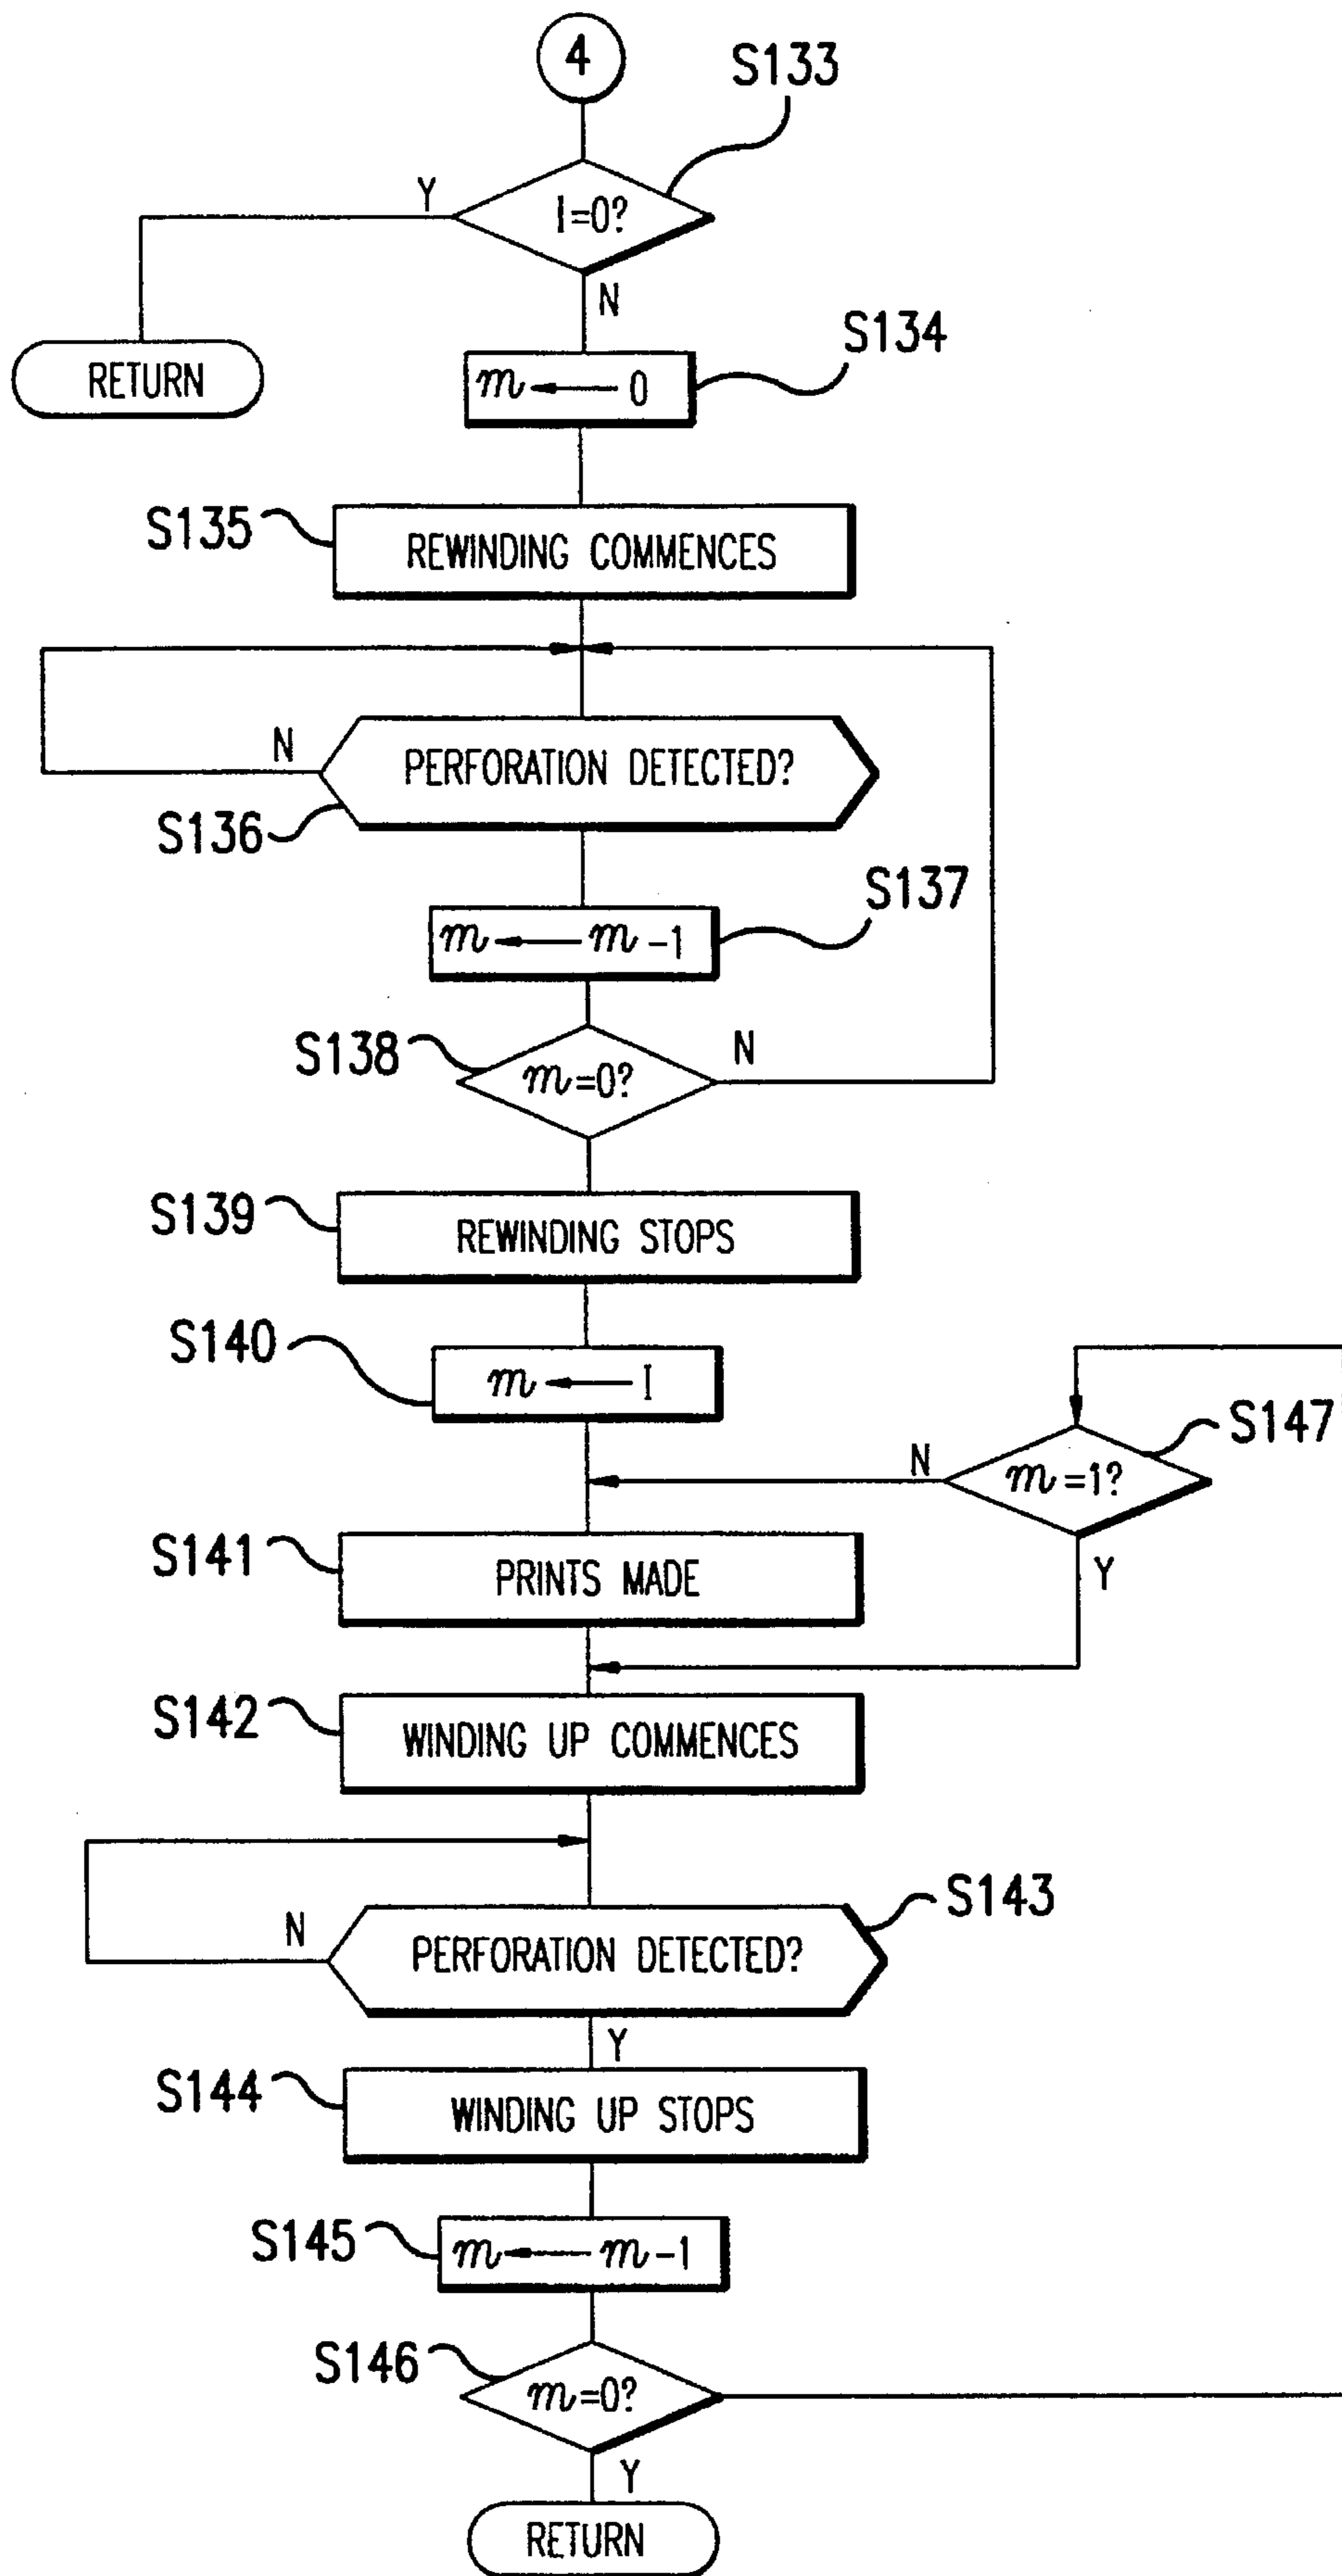 4
S133
Y
I=0?
N
S134
RETURN
m ← 0
S135
REWINDING COMMENCES
N
PERFORATION DETECTED?
S136
S137
m ← m -1
S138
N
m =0?
S139
REWINDING STOPS
S140
m ← I
S147
N
m =1?
S141
PRINTS MADE
Y
S142
WINDING UP COMMENCES
S143
N
PERFORATION DETECTED?
Y
S144
WINDING UP STOPS
S145
m ← m -1
S146
m =0?
Y
RETURN